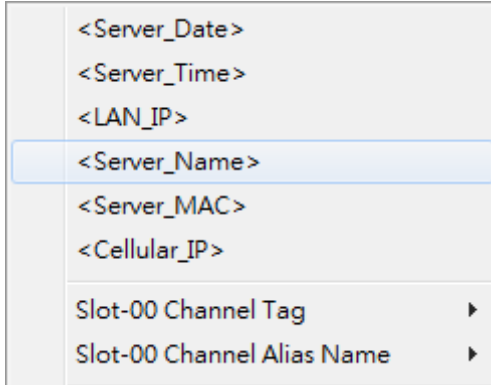 <Server_Date>
<Server_Time>
<LAN_IP>
<Server_Name>
<Server_MAC>
<Cellular_IP>
Slot-00 Channel Tag
Slot-00 Channel Alias Name